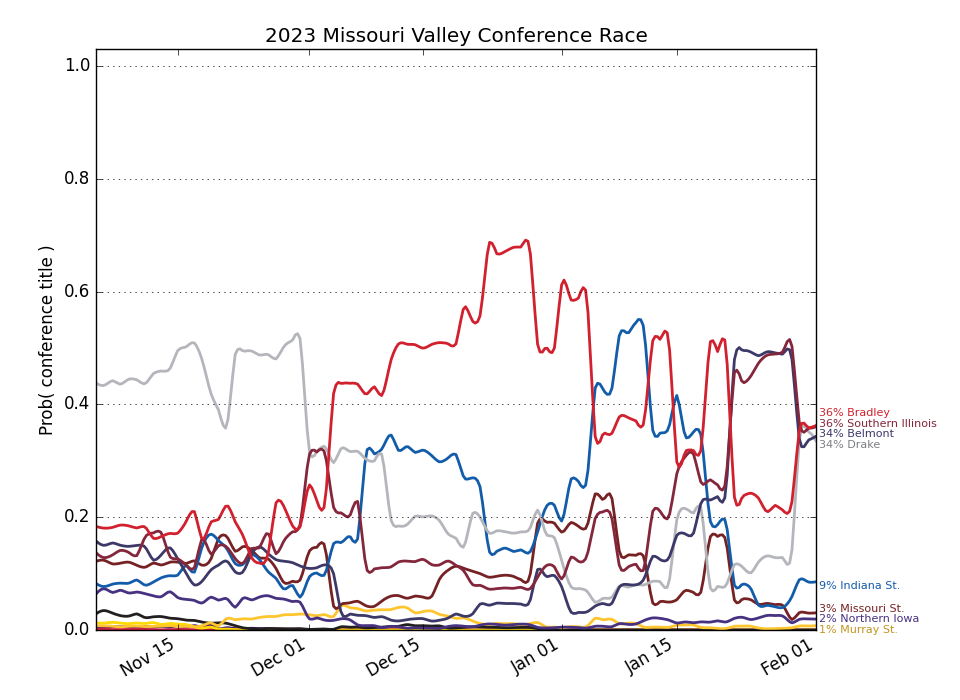 2023 Missouri Valley Conference Race
Prob( conference title )
1.0
0.8
0.6
0.4
0.2
0.0
Nov 15
Dec 01
Dec 15
Jan 01
Jan 15
Feb 01
36% Bradley
36% Southern Illinois
34% Belmont
34% Drake
9% Indiana St.
3% Missouri St.
2% Northern Iowa
1% Murray St.